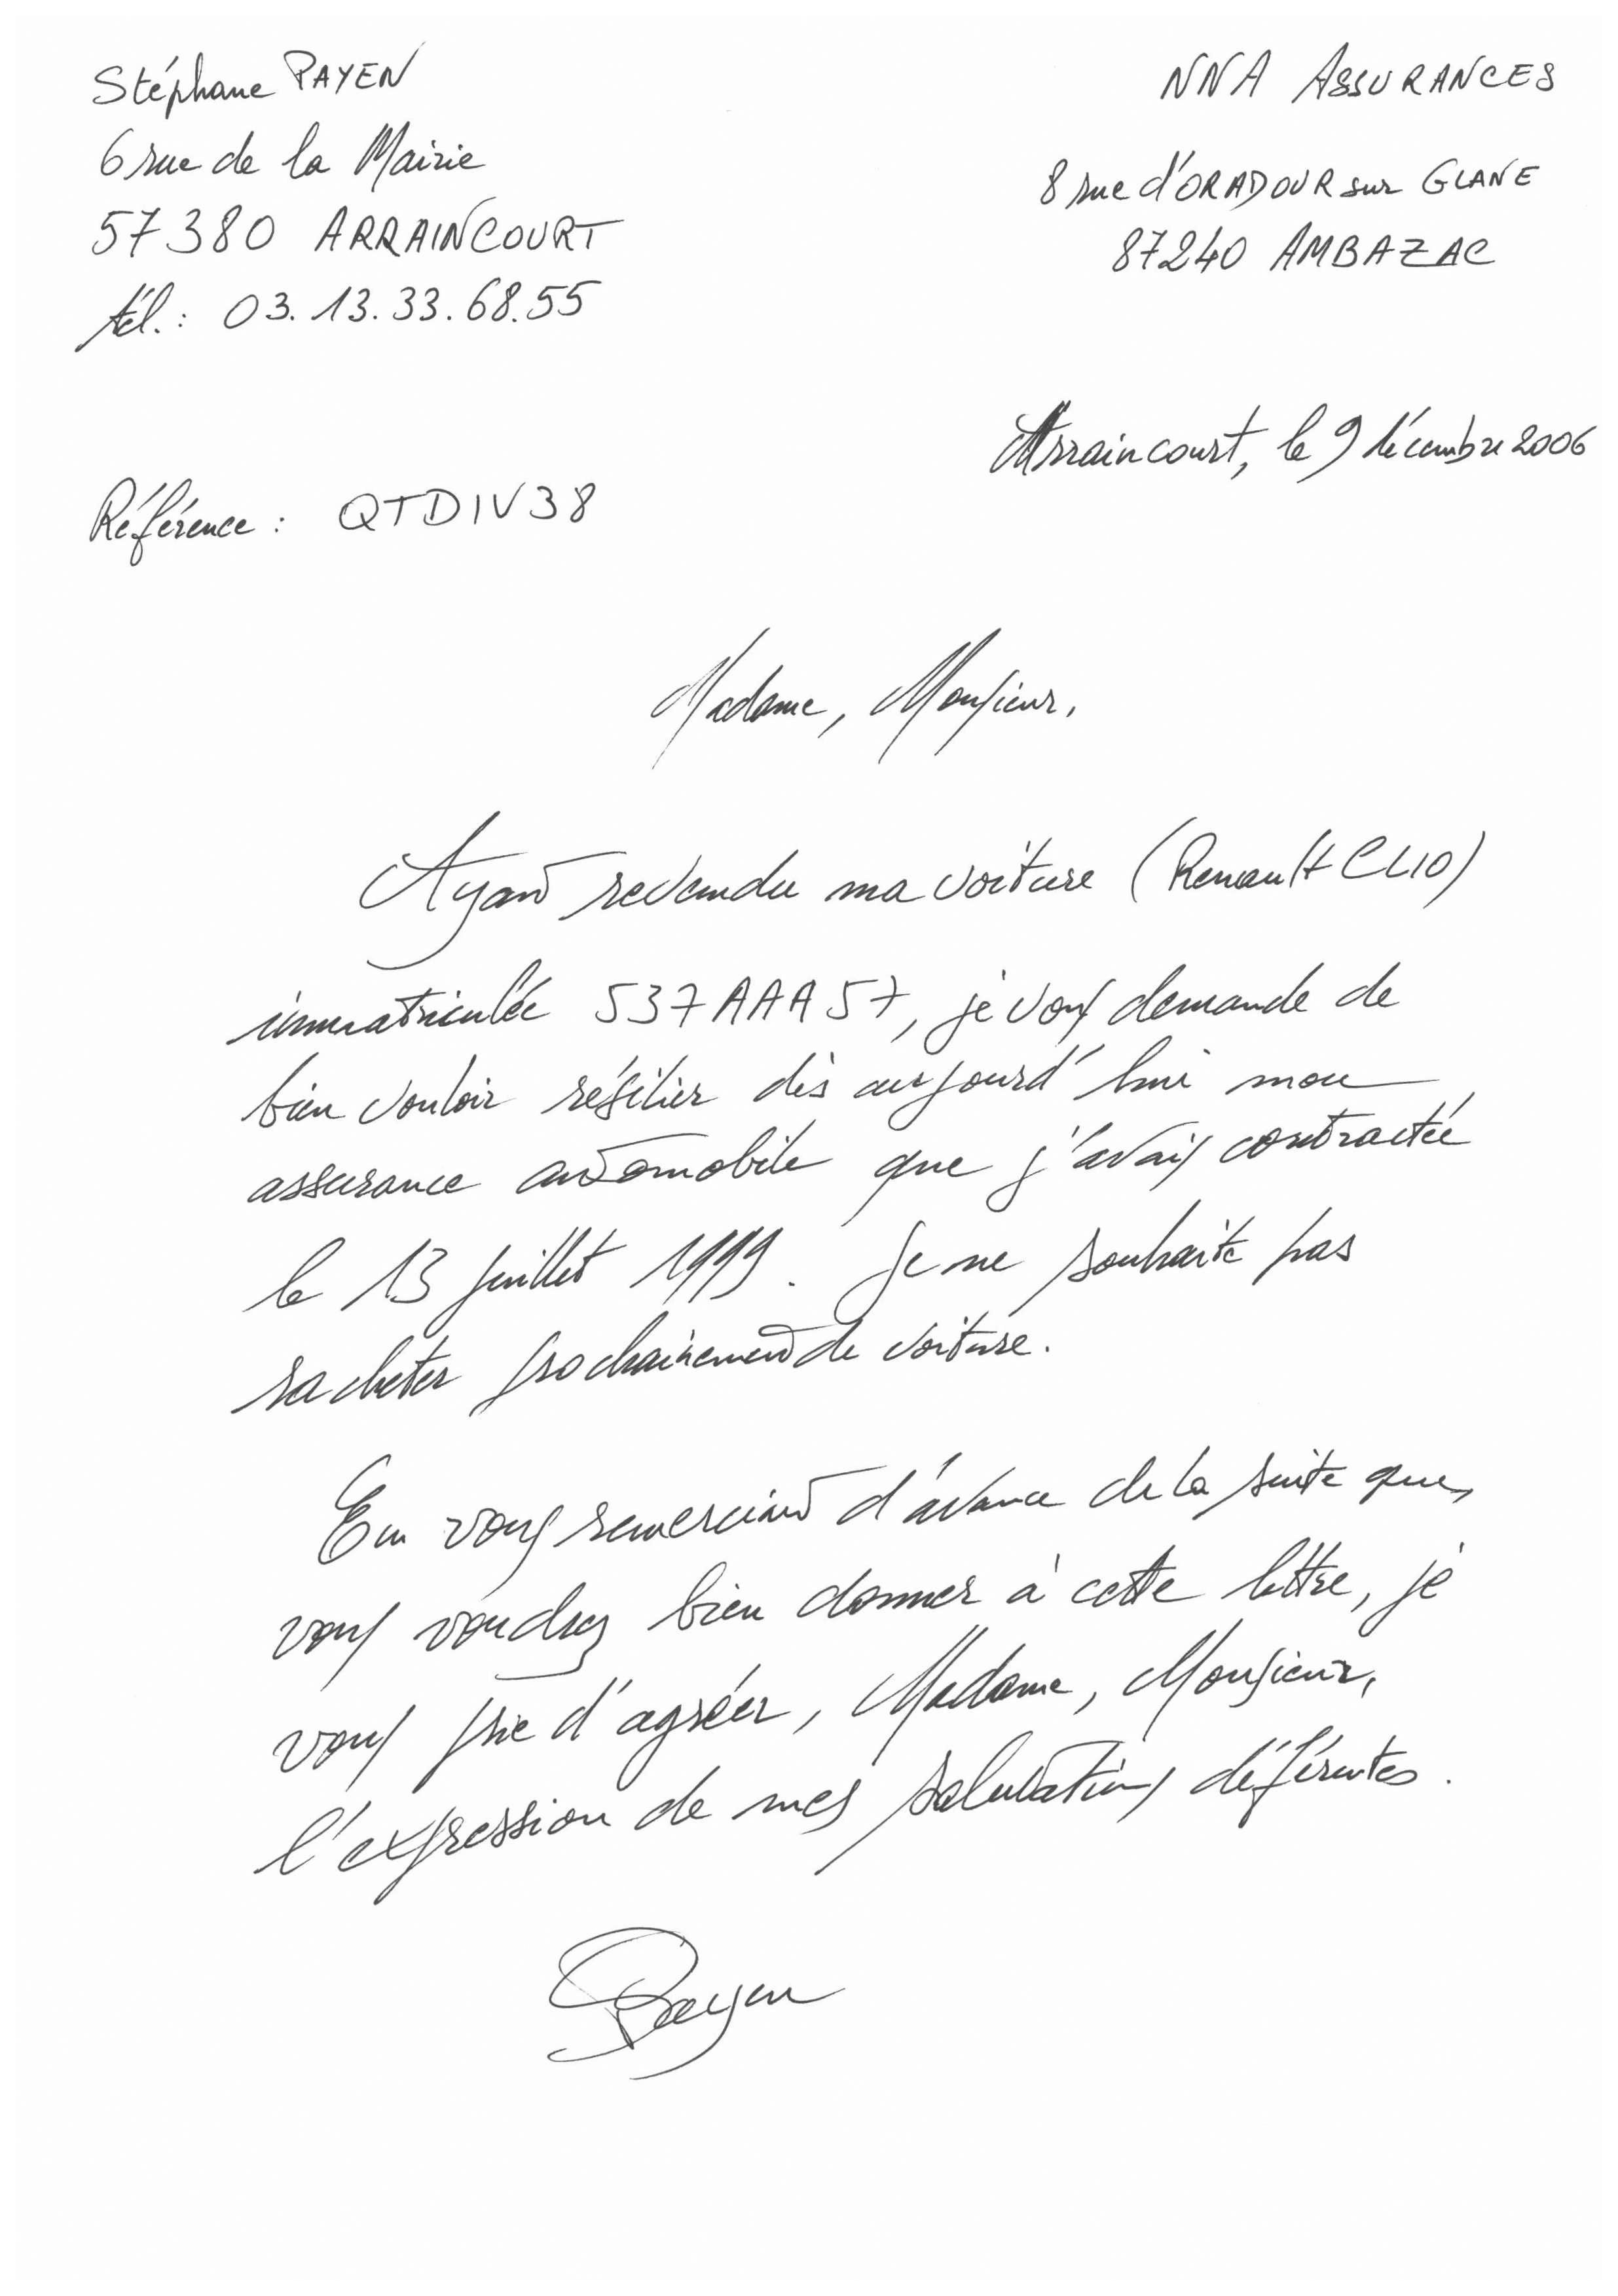 Stéphane PAYEN
6 rue de la Mairie
57380 ARRAINCOURT
tél.: 03.13.33.68.55
NNA ASSURANCES
8 rue d'ORADOUR sur GLANE
87240 AMBAZAC
Arraincourt, le 9 décembre 2006
Référence : QTDIV38
Madame, Monsieur,
Ayant revendu ma voiture (Renault CLIO)
immatriculée 537AAA57, je vous demande de
bien vouloir résilier dès aujourd'hui mon
assurance automobile que j'avais contractée
le 13 juillet 1999. Je ne souhaite pas
racheter prochainement de voiture.
En vous remerciant d'avance de la suite que
vous voudrez bien donner à cette lettre, je
vous prie d'agréer, Madame, Monsieur,
l'expression de mes salutations déférentes.
SPayen